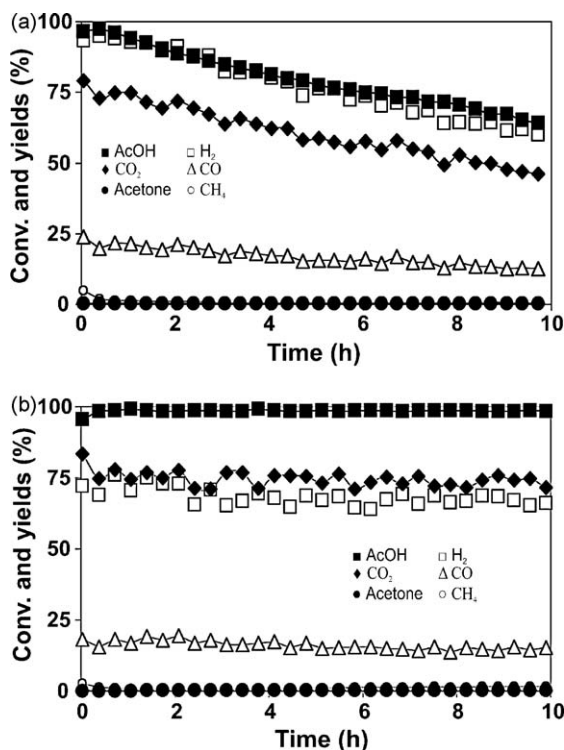 (a)
100
75
50
25
0
Conv. and yields (%)
AcOH H₂
CO₂ CO
Acetone CH₄
0 2 4 6 8 10
Time (h)
(b)
100
75
50
25
0
Conv. and yields (%)
AcOH H₂
CO₂ CO
Acetone CH₄
0 2 4 6 8 10
Time (h)